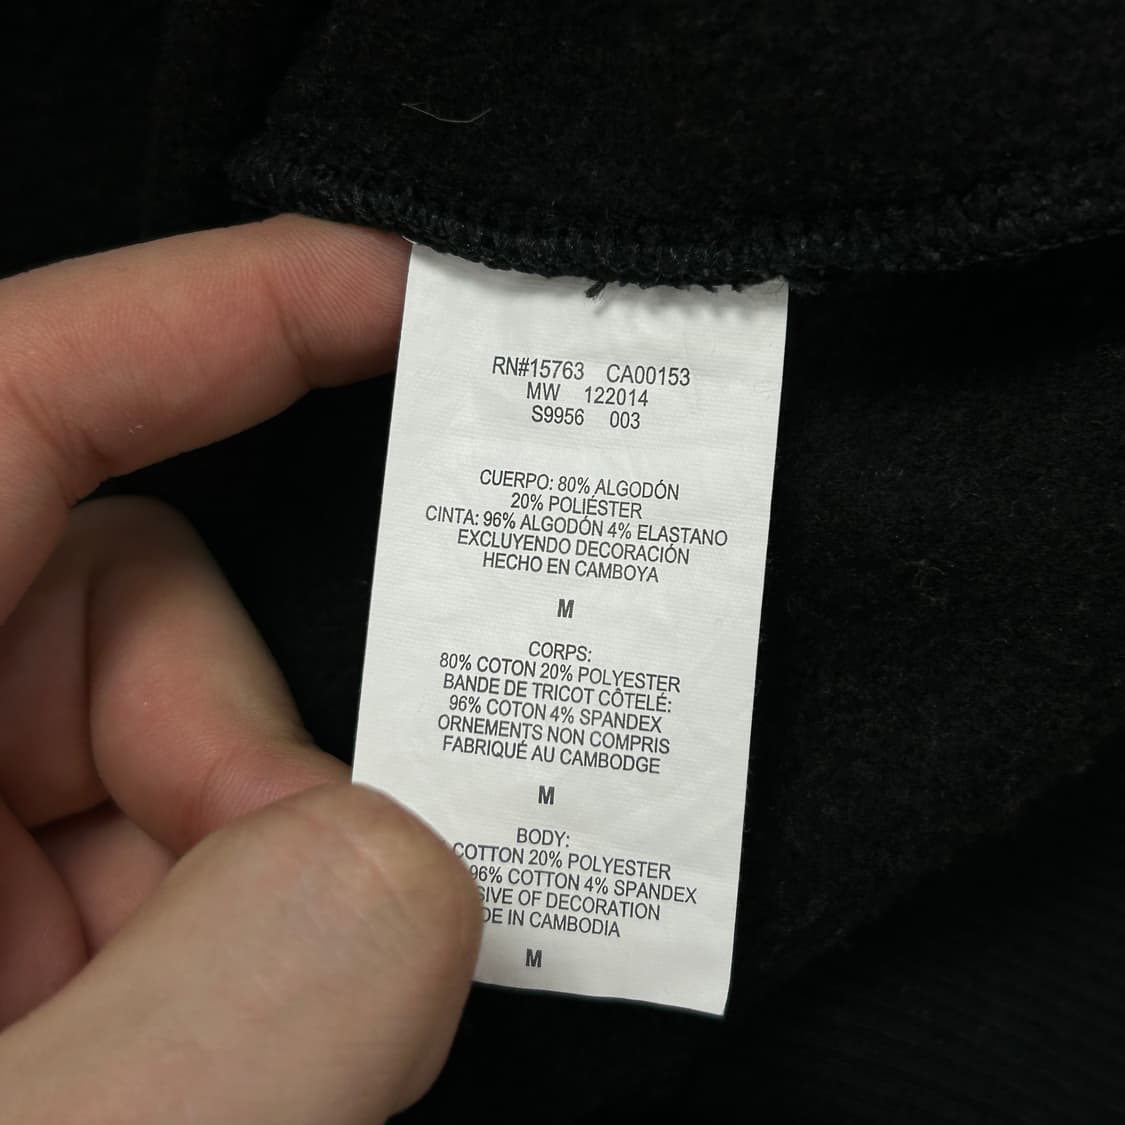 RN#15763 CA00153
MW 122014
S9956 003
CUERPO: 80% ALGODÓN
20% POLIÉSTER
CINTA: 96% ALGODÓN 4% ELASTANO
EXCLUYENDO DECORACIÓN
HECHO EN CAMBOYA
M
CORPS:
80% COTON 20% POLYESTER
BANDE DE TRICOT CÔTELÉ:
96% COTON 4% SPANDEX
ORNEMENTS NON COMPRIS
FABRIQUÉ AU CAMBODGE
M
BODY:
COTTON 20% POLYESTER
96% COTTON 4% SPANDEX
OF DECORATION
IN CAMBODIA
M